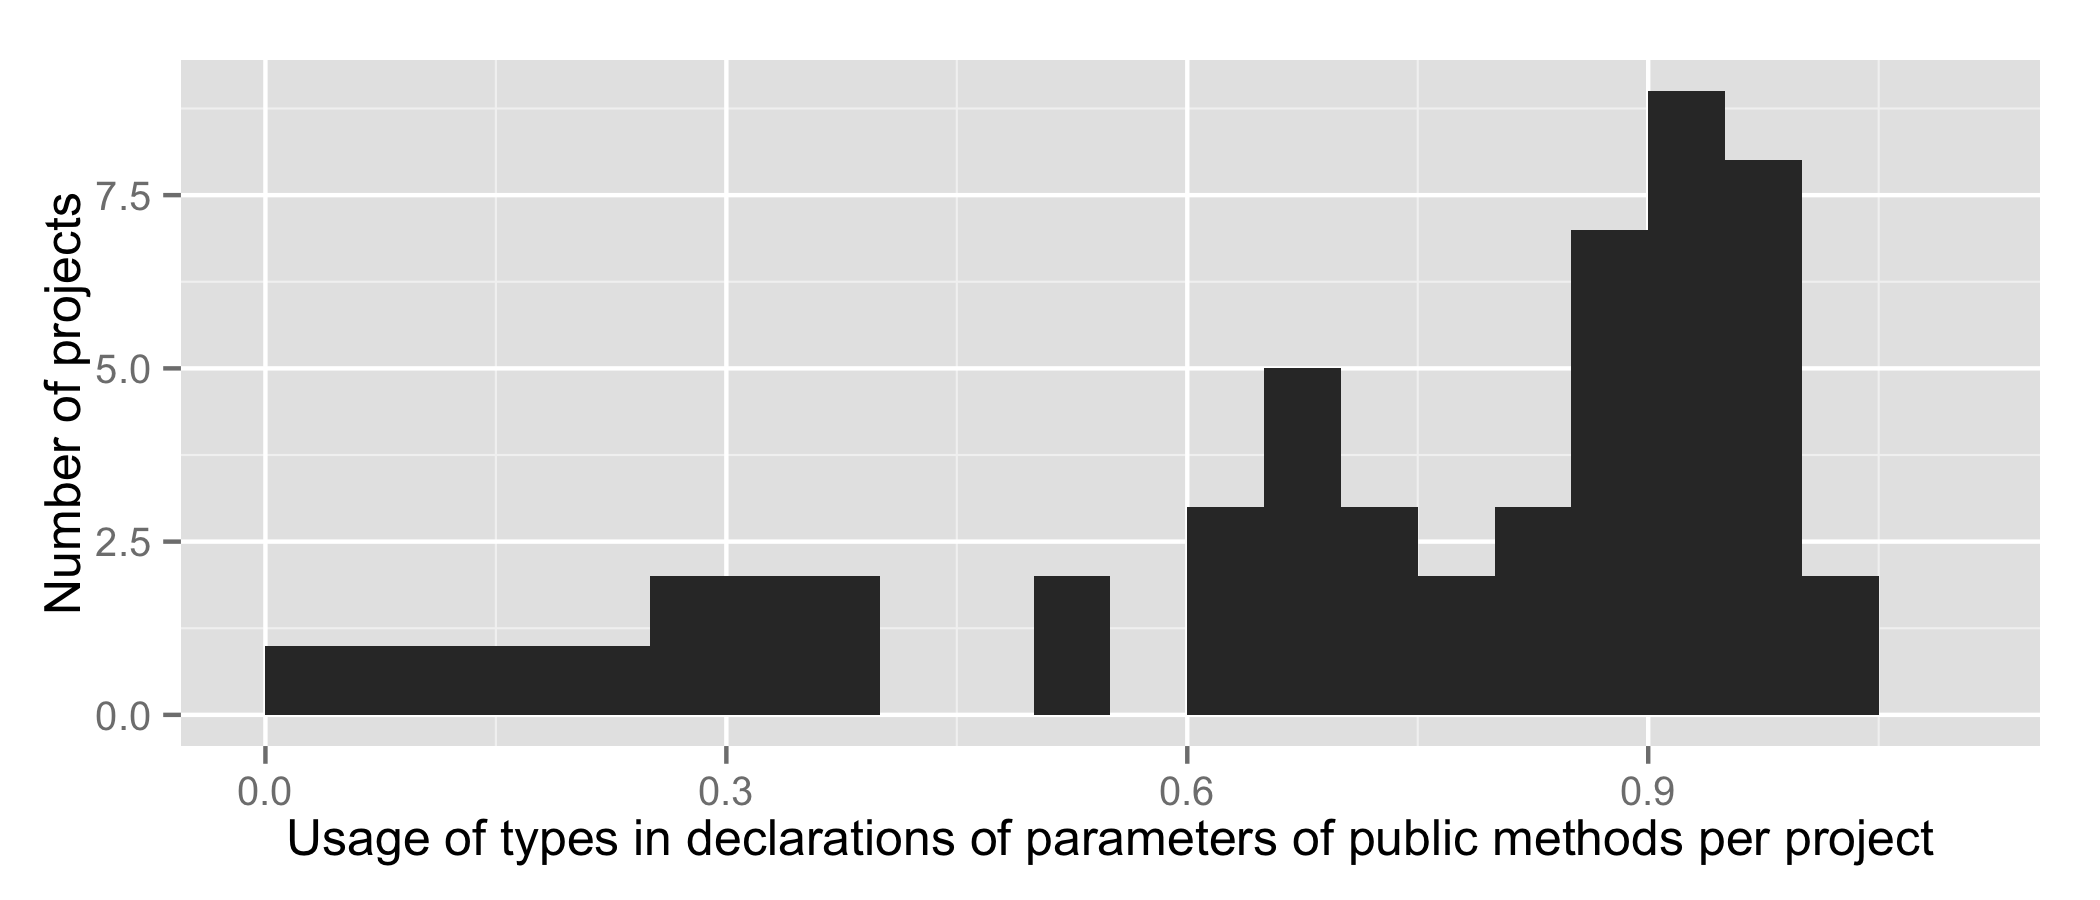 Number of projects
7.5
5.0
2.5
0.0
0.0 0.3 0.6 0.9
Usage of types in declarations of parameters of public methods per project